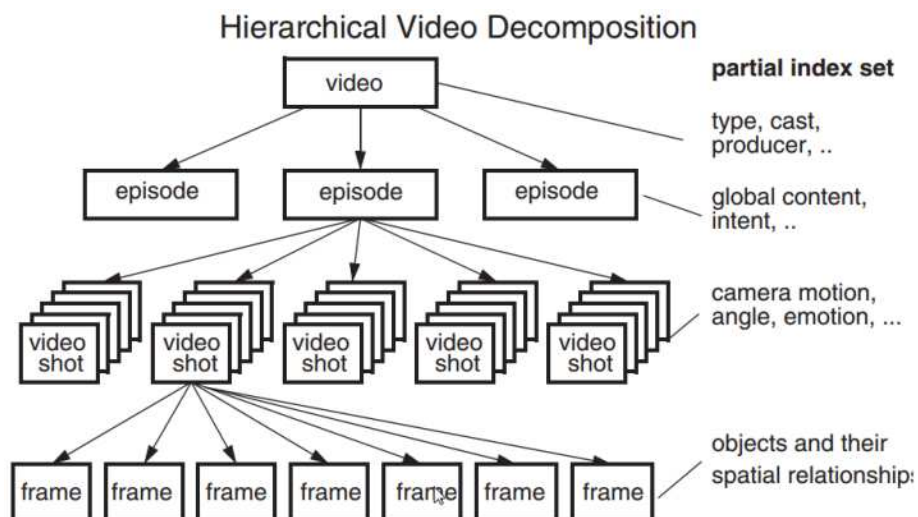 Hierarchical Video Decomposition
video
partial index set
type, cast,
producer, ..
episode episode episode
global content,
intent, ..
video shot video shot video shot video shot video shot
camera motion,
angle, emotion, ...
frame frame frame frame frame frame frame
objects and their
spatial relationships